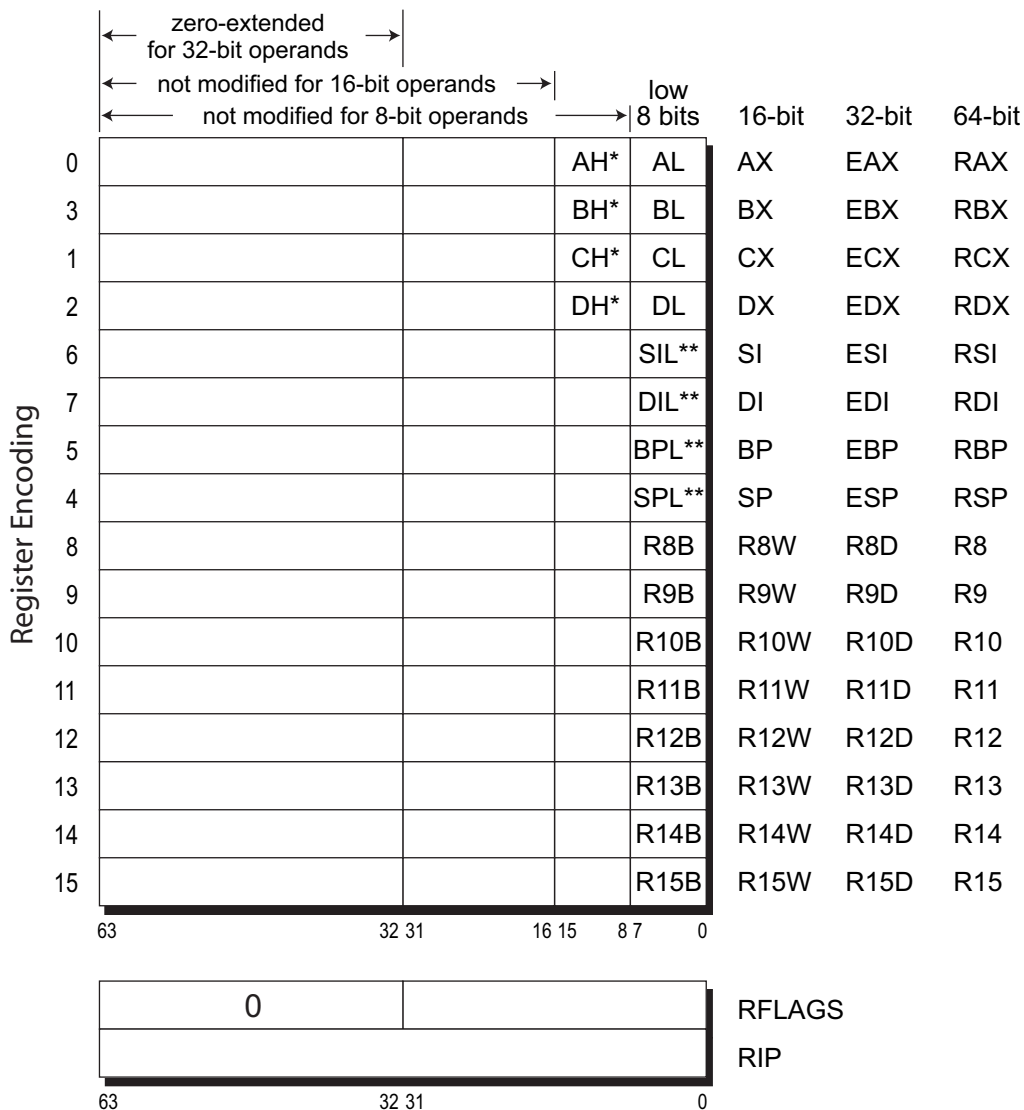 zero-extended
for 32-bit operands
not modified for 16-bit operands
low
not modified for 8-bit operands 8 bits 16-bit 32-bit 64-bit
0 AH* AL AX EAX RAX
3 BH* BL BX EBX RBX
1 CH* CL CX ECX RCX
2 DH* DL DX EDX RDX
6 SIL** SI ESI RSI
7 DIL** DI EDI RDI
5 BPL** BP EBP RBP
4 SPL** SP ESP RSP
8 R8B R8W R8D R8
9 R9B R9W R9D R9
10 R10B R10W R10D R10
11 R11B R11W R11D R11
12 R12B R12W R12D R12
13 R13B R13W R13D R13
14 R14B R14W R14D R14
15 R15B R15W R15D R15
Register Encoding
63 32 31 16 15 8 7 0
0 RFLAGS
RIP
63 32 31 0